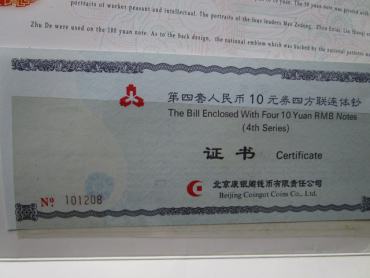 portraits of worker peasant and intellectual. The portraits of the four leaders Mao Zedong, Zhou Enlai, Liu Shaoqi
Zhu De were used on the 100 yuan note. As to the back design, the national emblem which was backed by the national patterns
第四套人民币10元券四方联连体钞
The Bill Enclosed With Four 10 Yuan RMB Notes
(4th Series)
证书 Certificate
北京康银阁钱币有限责任公司
Beijing Coingot Coins Co., Ltd.
Nº 101208